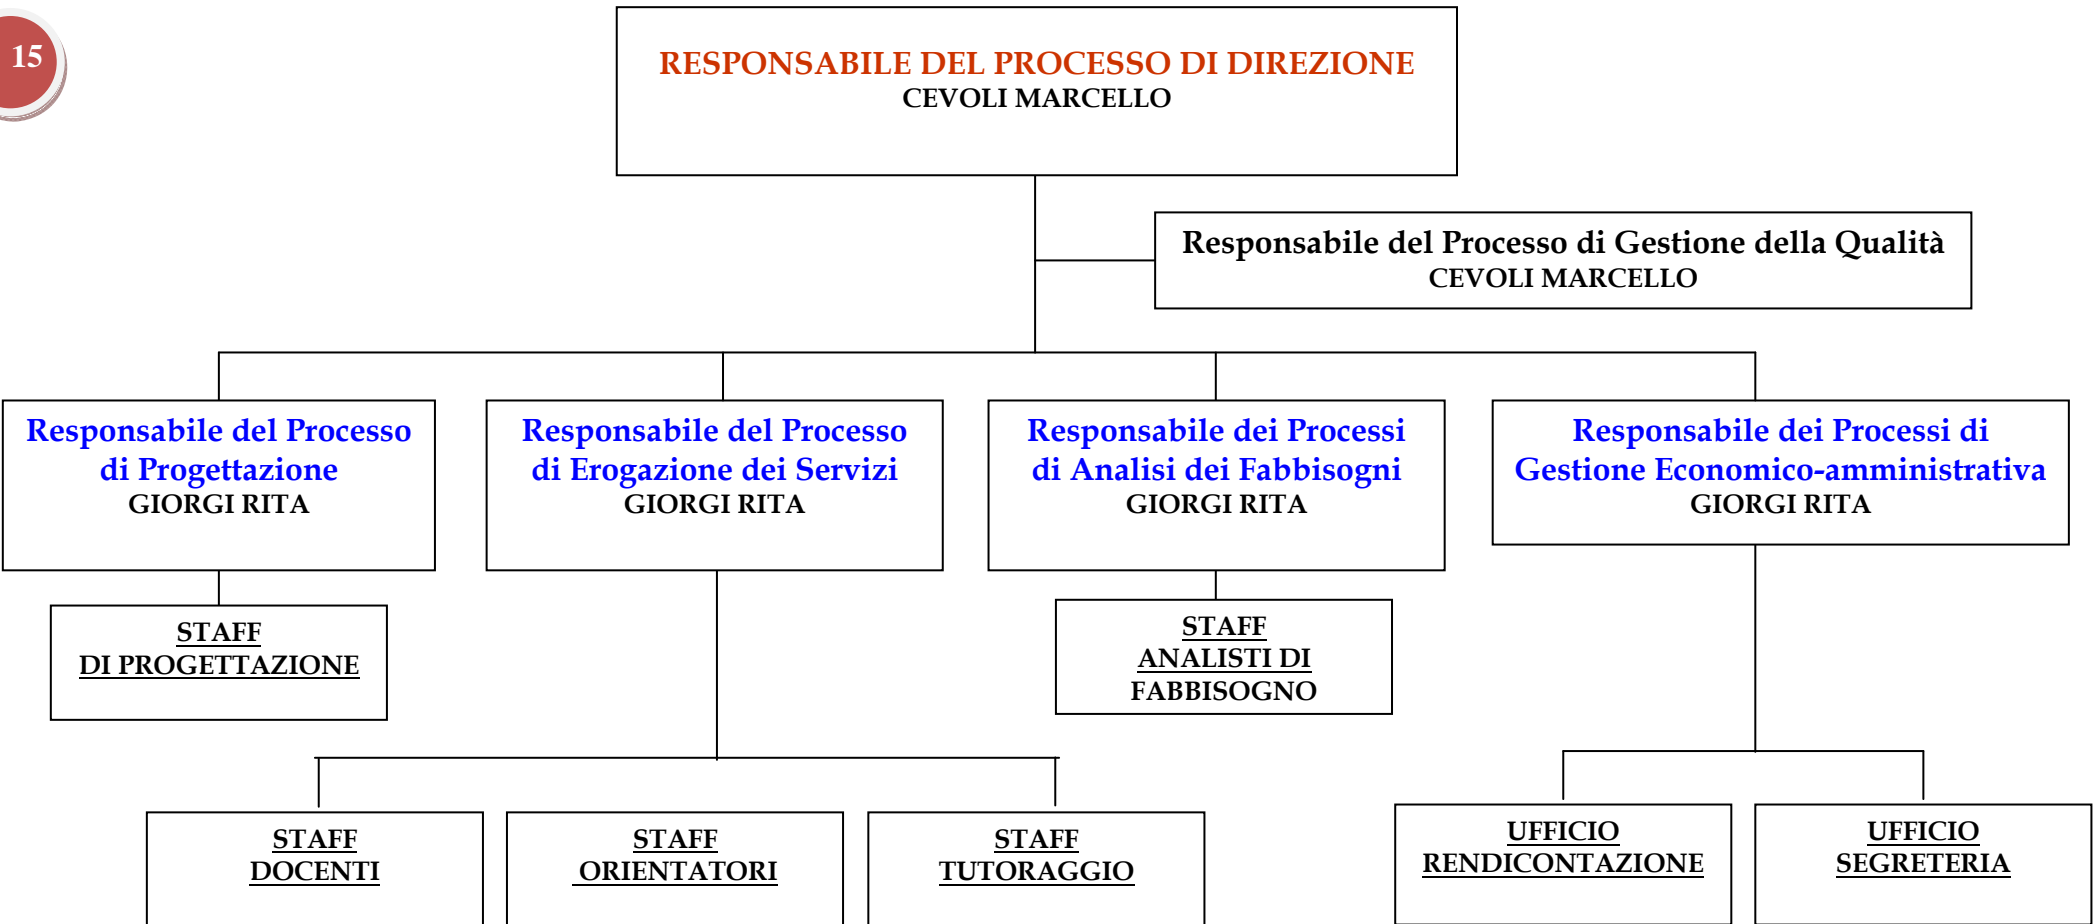 15
RESPONSABILE DEL PROCESSO DI DIREZIONE
CEVOLI MARCELLO
Responsabile del Processo di Gestione della Qualità
CEVOLI MARCELLO
Responsabile del Processo
di Progettazione
GIORGI RITA
Responsabile del Processo
di Erogazione dei Servizi
GIORGI RITA
Responsabile dei Processi
di Analisi dei Fabbisogni
GIORGI RITA
Responsabile dei Processi di
Gestione Economico-amministrativa
GIORGI RITA
STAFF
DI PROGETTAZIONE
STAFF
ANALISTI DI
FABBISOGNO
STAFF
DOCENTI
STAFF
ORIENTATORI
STAFF
TUTORAGGIO
UFFICIO
RENDICONTAZIONE
UFFICIO
SEGRETERIA